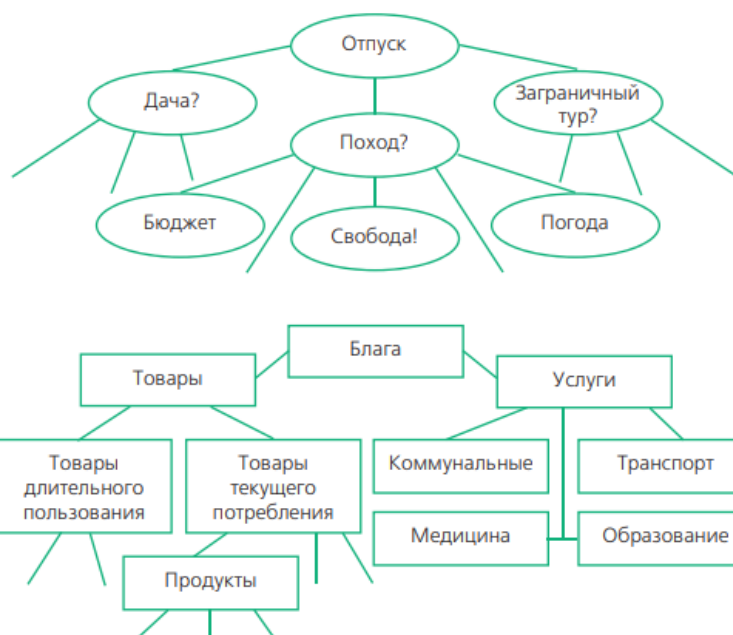 Отпуск
Дача?
Заграничный
тур?
Поход?
Бюджет
Свобода!
Погода
Блага
Товары
Услуги
Товары
длительного
пользования
Товары
текущего
потребления
Коммунальные
Транспорт
Медицина
Образование
Продукты